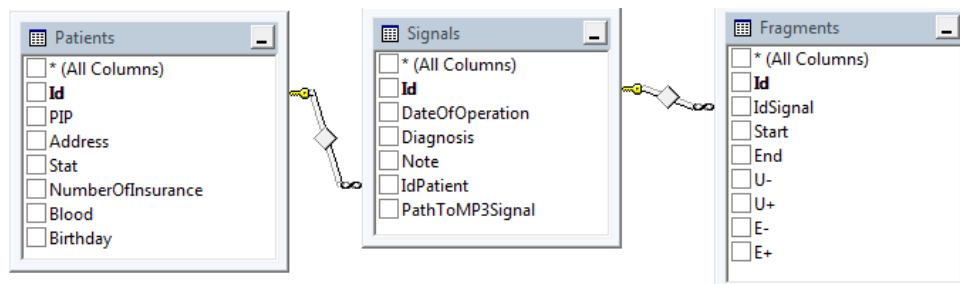 Patients
* (All Columns)
Id
PIP
Address
Stat
NumberOfInsurance
Blood
Birthday
Signals
* (All Columns)
Id
DateOfOperation
Diagnosis
Note
IdPatient
PathToMP3Signal
Fragments
* (All Columns)
Id
IdSignal
Start
End
U-
U+
E-
E+